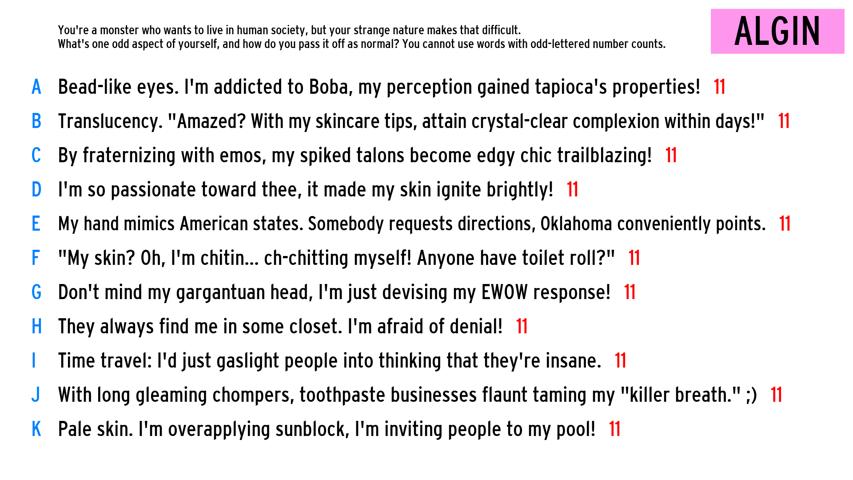 You're a monster who wants to live in human society, but your strange nature makes that difficult.
What's one odd aspect of yourself, and how do you pass it off as normal? You cannot use words with odd-lettered number counts.
ALGIN
A Bead-like eyes. I'm addicted to Boba, my perception gained tapioca's properties! 11
B Translucency. "Amazed? With my skincare tips, attain crystal-clear complexion within days!" 11
C By fraternizing with emos, my spiked talons become edgy chic trailblazing! 11
D I'm so passionate toward thee, it made my skin ignite brightly! 11
E My hand mimics American states. Somebody requests directions, Oklahoma conveniently points. 11
F "My skin? Oh, I'm chitin... ch-chitting myself! Anyone have toilet roll?" 11
G Don't mind my gargantuan head, I'm just devising my EWOW response! 11
H They always find me in some closet. I'm afraid of denial! 11
I Time travel: I'd just gaslight people into thinking that they're insane. 11
J With long gleaming chompers, toothpaste businesses flaunt taming my "killer breath." ;) 11
K Pale skin. I'm overapplying sunblock, I'm inviting people to my pool! 11